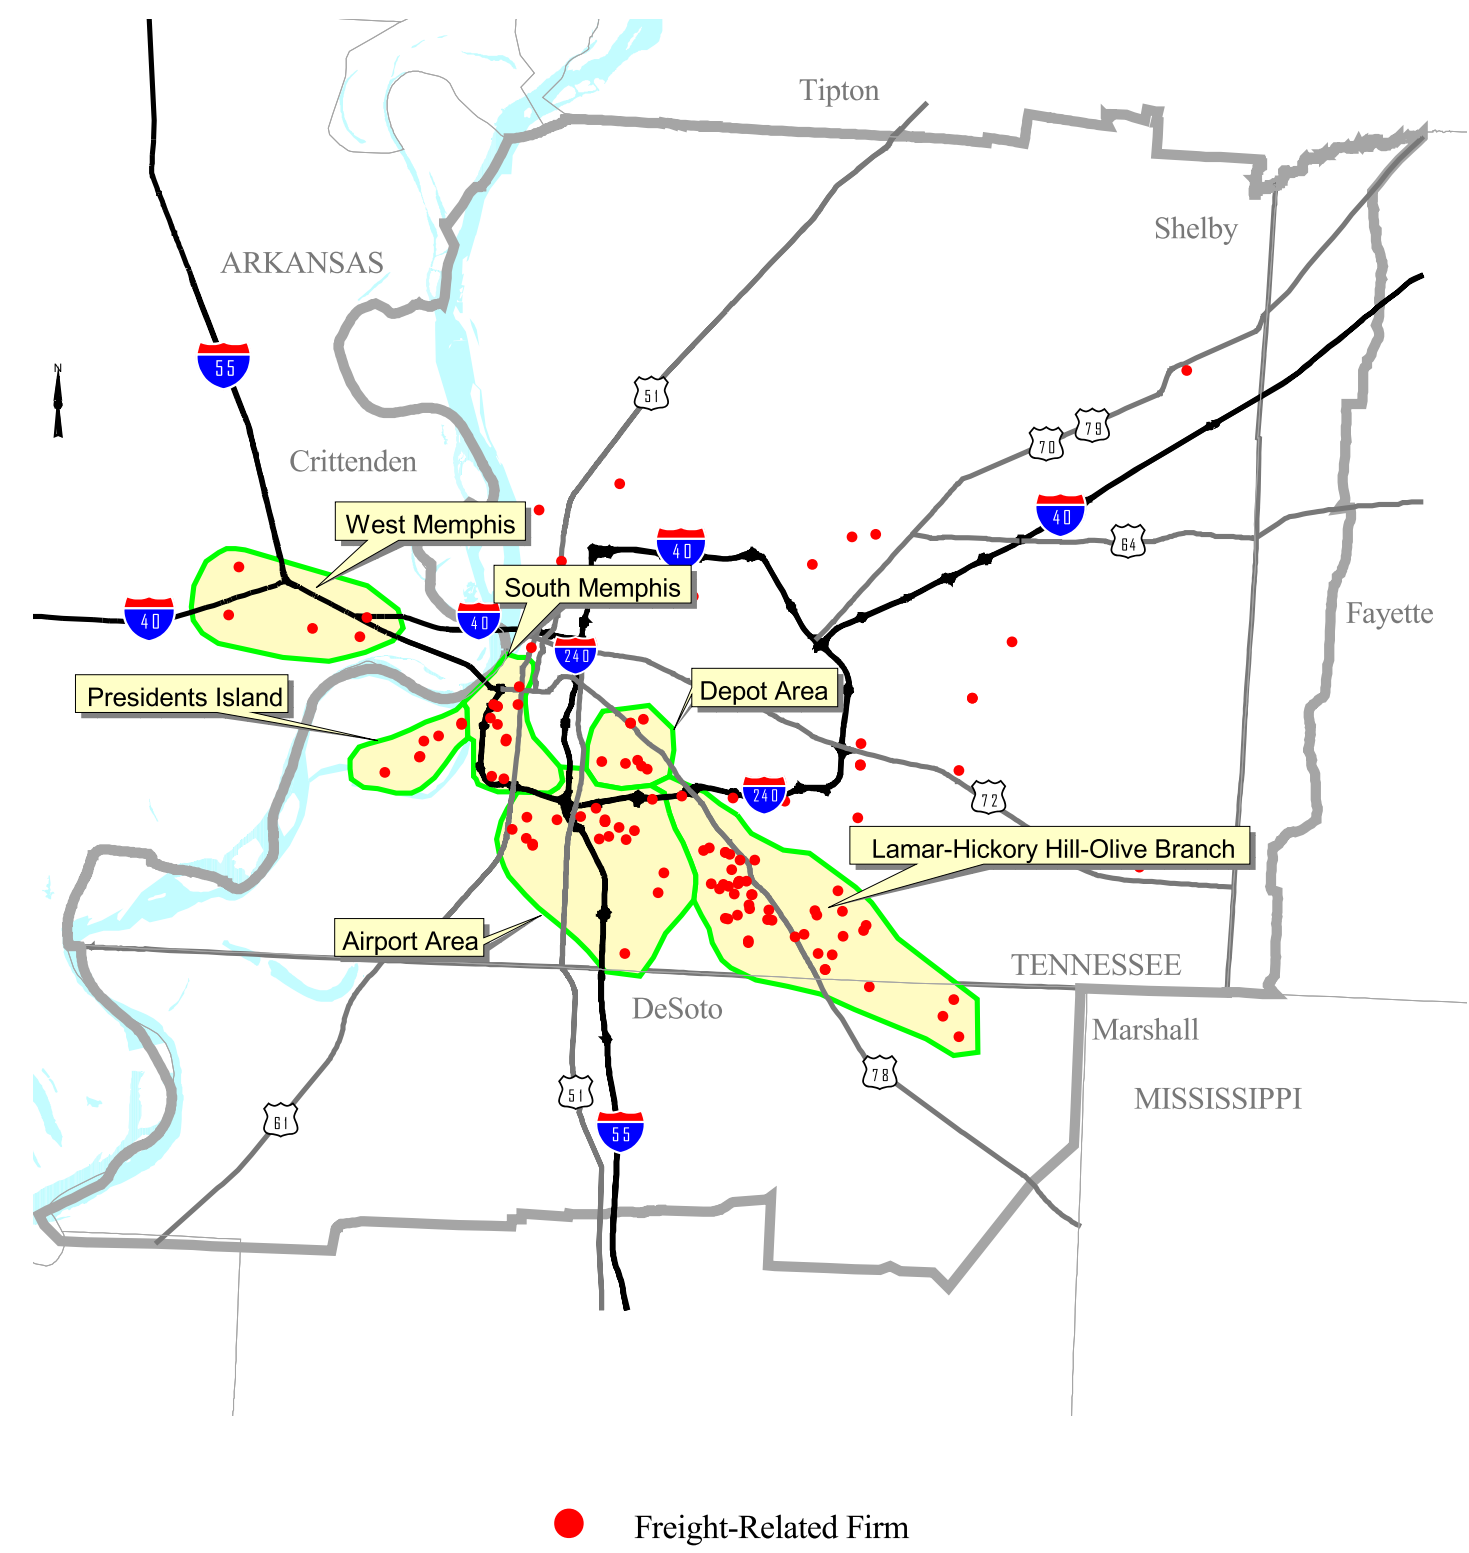 Tipton
Shelby
ARKANSAS
55
N
51
79
70
Crittenden
40
West Memphis
40
64
South Memphis
40
40
Fayette
240
Presidents Island
Depot Area
240
72
Lamar-Hickory Hill-Olive Branch
Airport Area
TENNESSEE
DeSoto
Marshall
78
51
MISSISSIPPI
61
55
Freight-Related Firm